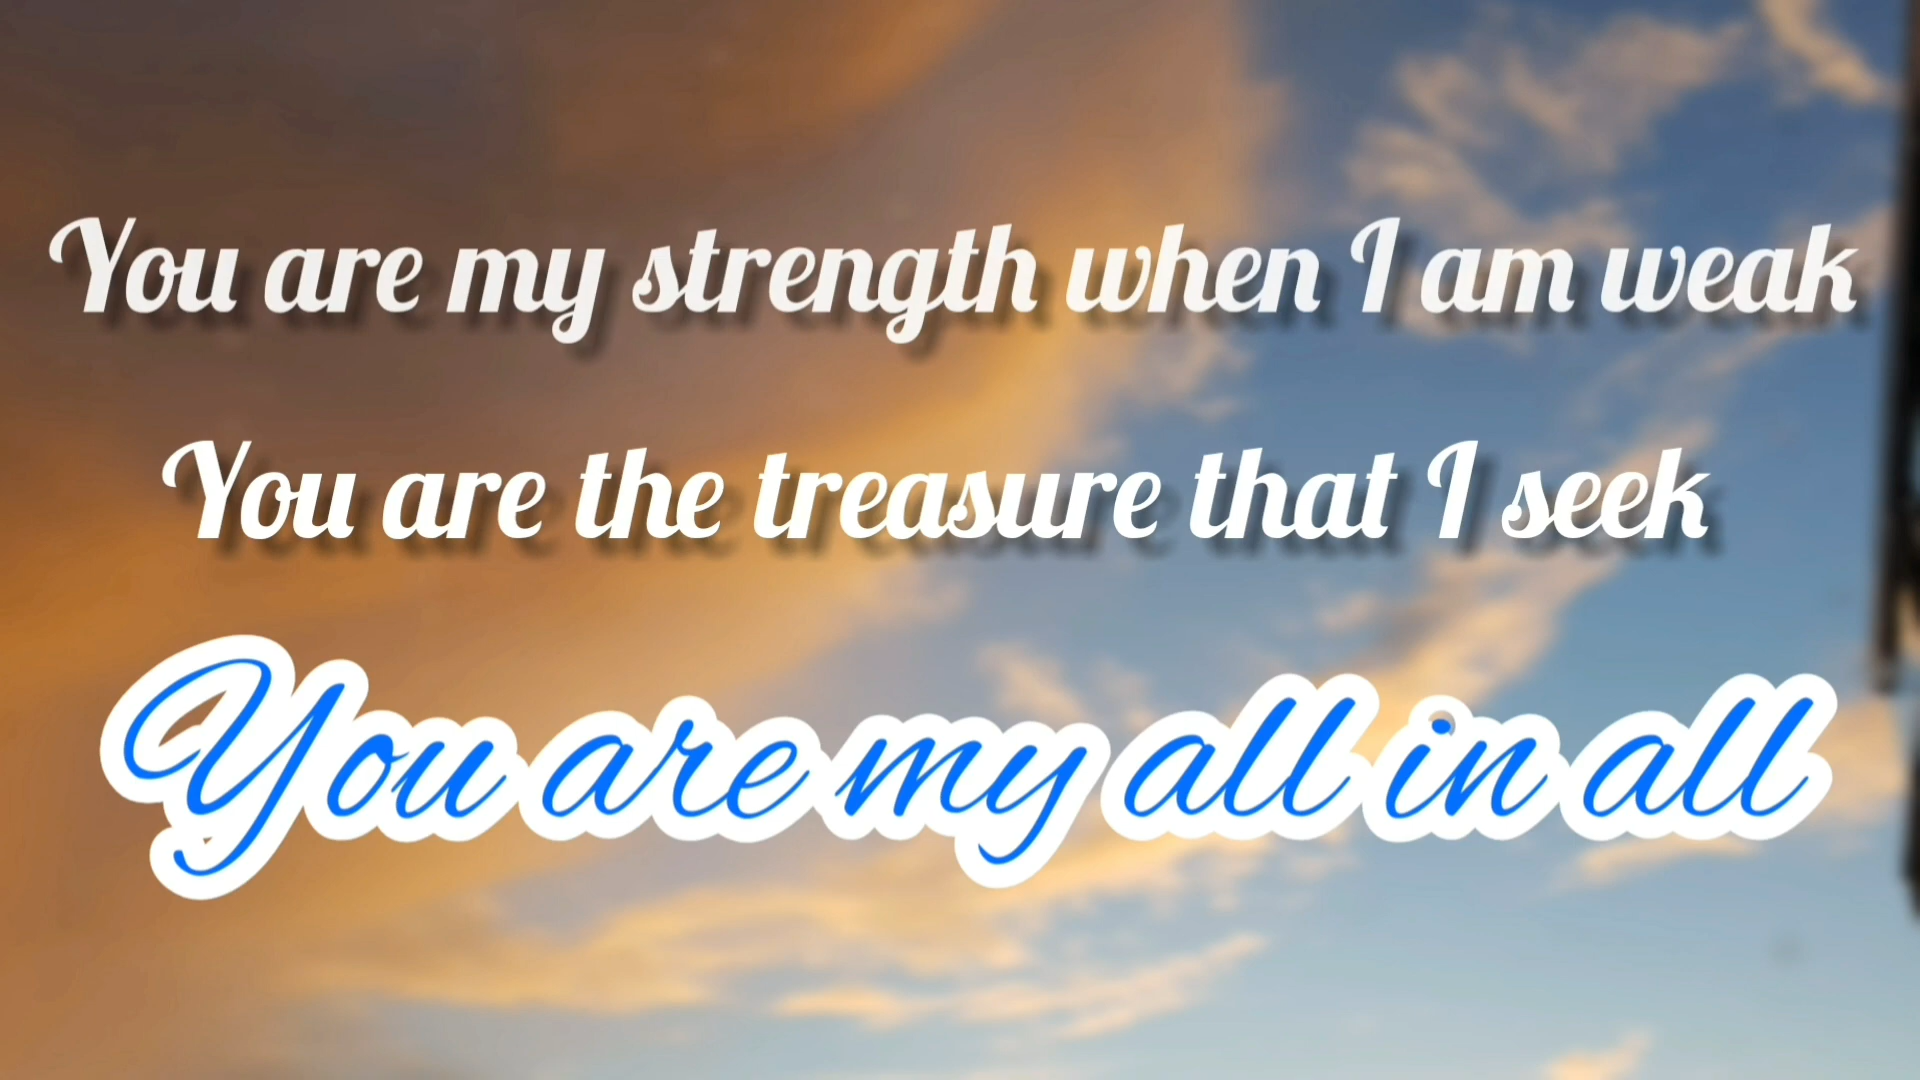 You are my strength when I am weak
You are the treasure that I seek
You are my all in all